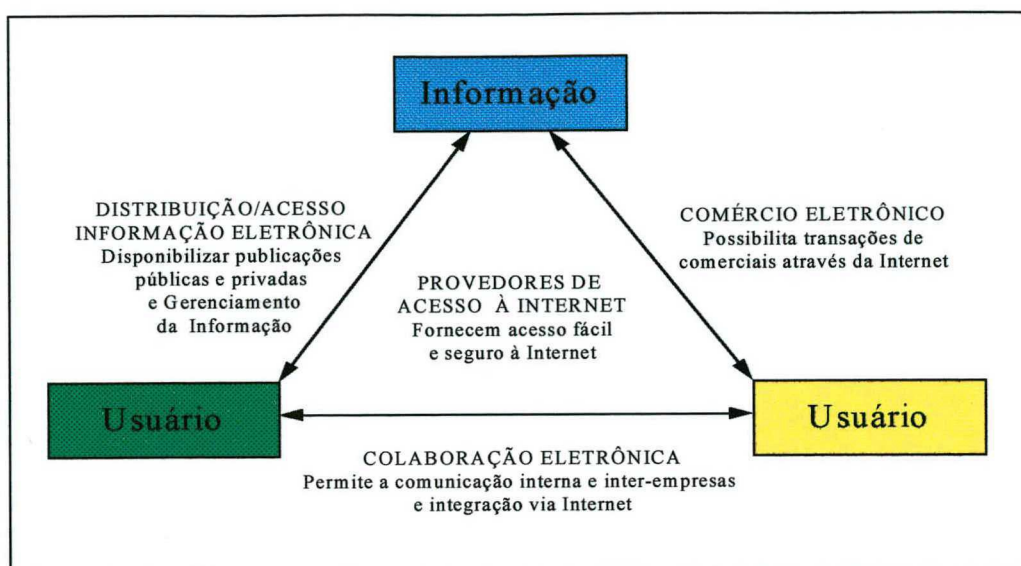 Informação
DISTRIBUIÇÃO/ACESSO
INFORMAÇÃO ELETRÔNICA
Disponibilizar publicações
públicas e privadas
e Gerenciamento
da Informação
COMÉRCIO ELETRÔNICO
Possibilita transações de
comerciais através da Internet
PROVEDORES DE
ACESSO À INTERNET
Fornecem acesso fácil
e seguro à Internet
Usuário
Usuário
COLABORAÇÃO ELETRÔNICA
Permite a comunicação interna e inter-empresas
e integração via Internet